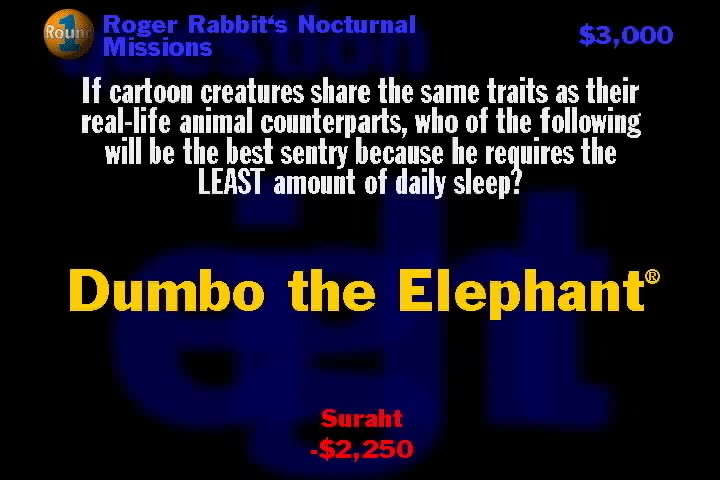 Round 1
Roger Rabbit's Nocturnal
Missions
$3,000
If cartoon creatures share the same traits as their
real-life animal counterparts, who of the following
will be the best sentry because he requires the
LEAST amount of daily sleep?
Dumbo the Elephant®
Suraht
-$2,250